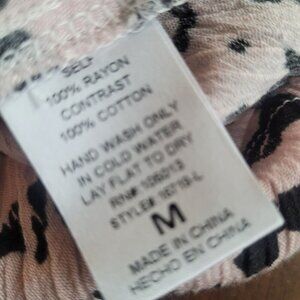 SELF
100% RAYON
CONTRAST
100% COTTON
HAND WASH ONLY
IN COLD WATER
LAY FLAT TO DRY
M
MADE IN CHINA
HECHO EN CHINA